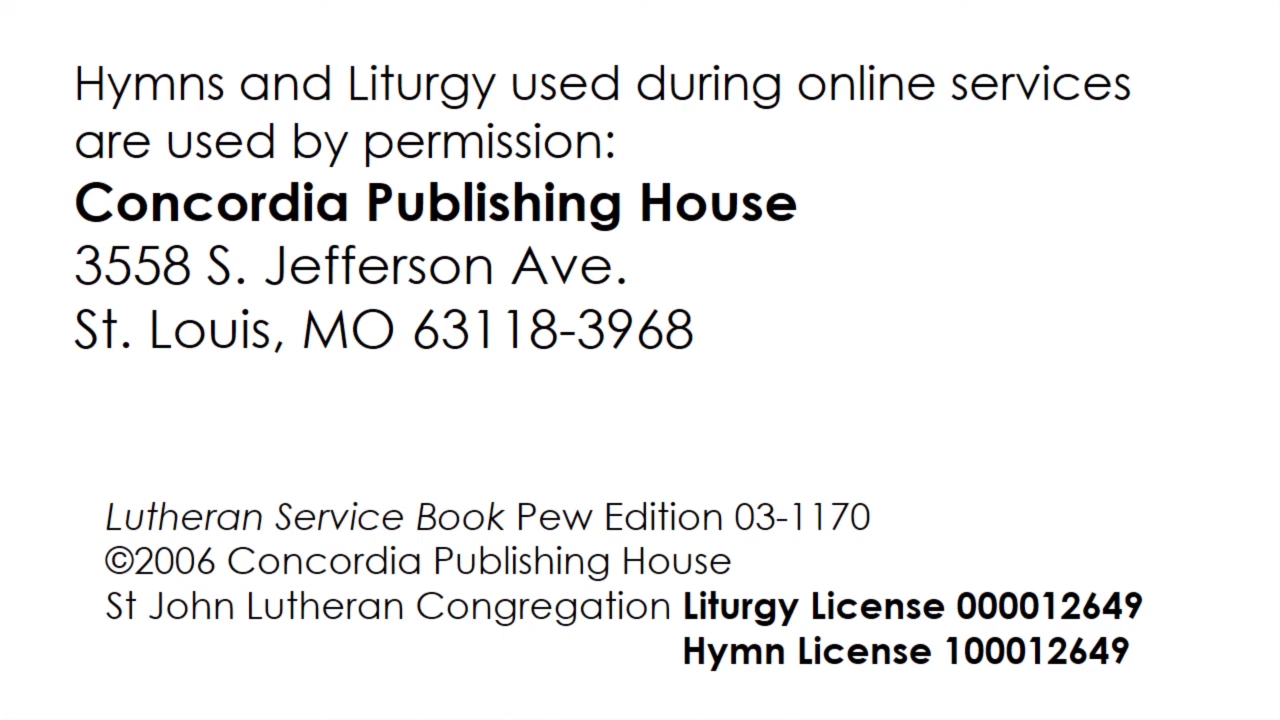 Hymns and Liturgy used during online services
are used by permission:
Concordia Publishing House
3558 S. Jefferson Ave.
St. Louis, MO 63118-3968
Lutheran Service Book Pew Edition 03-1170
©2006 Concordia Publishing House
St John Lutheran Congregation Liturgy License 000012649
Hymn License 100012649